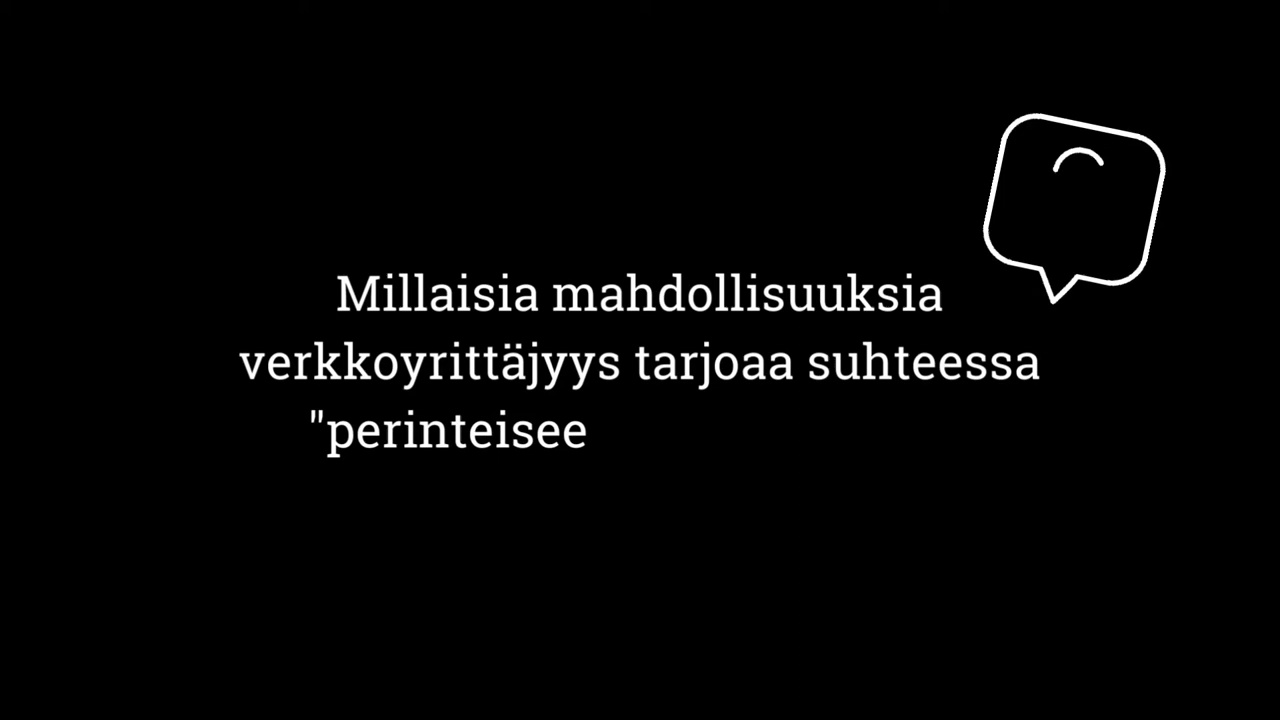 Millaisia mahdollisuuksia
verkkoyrittäjyys tarjoaa suhteessa
"perinteisee